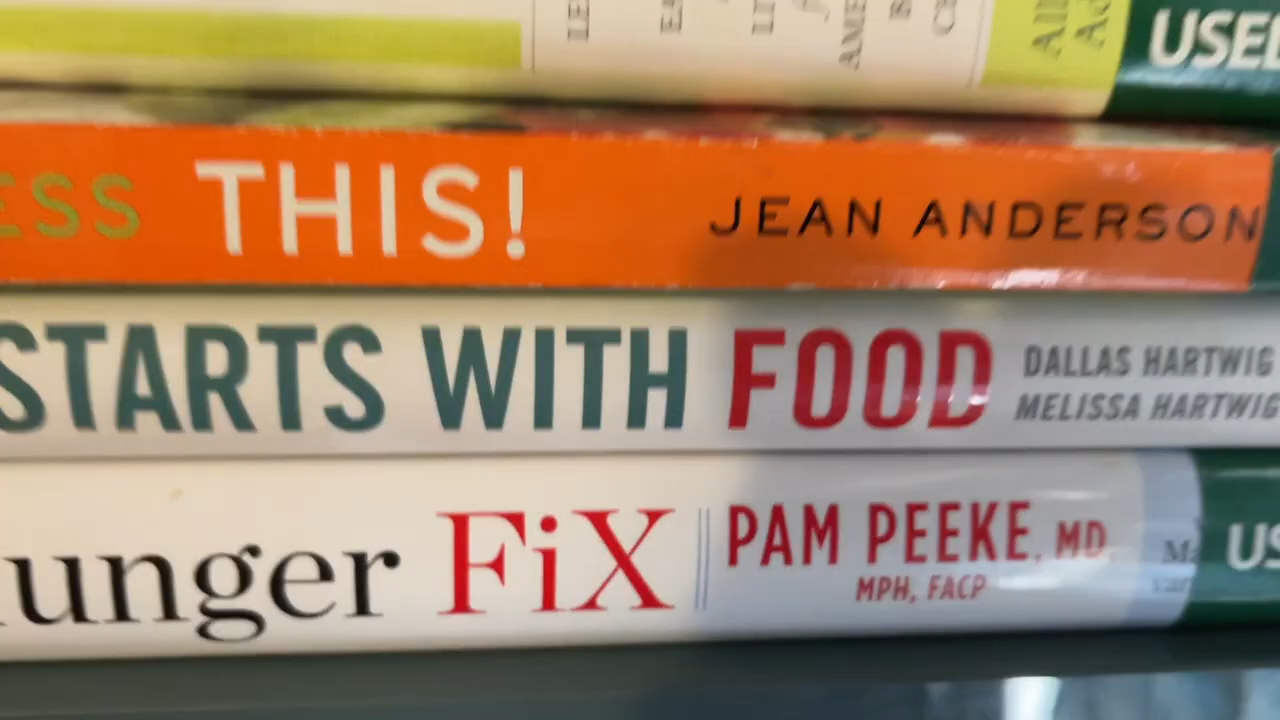 USED
ESS THIS! JEAN ANDERSON
STARTS WITH FOOD DALLAS HARTWIG
MELISSA HARTWIG
unger FiX PAM PEEKE, MD
MPH, FACP
US